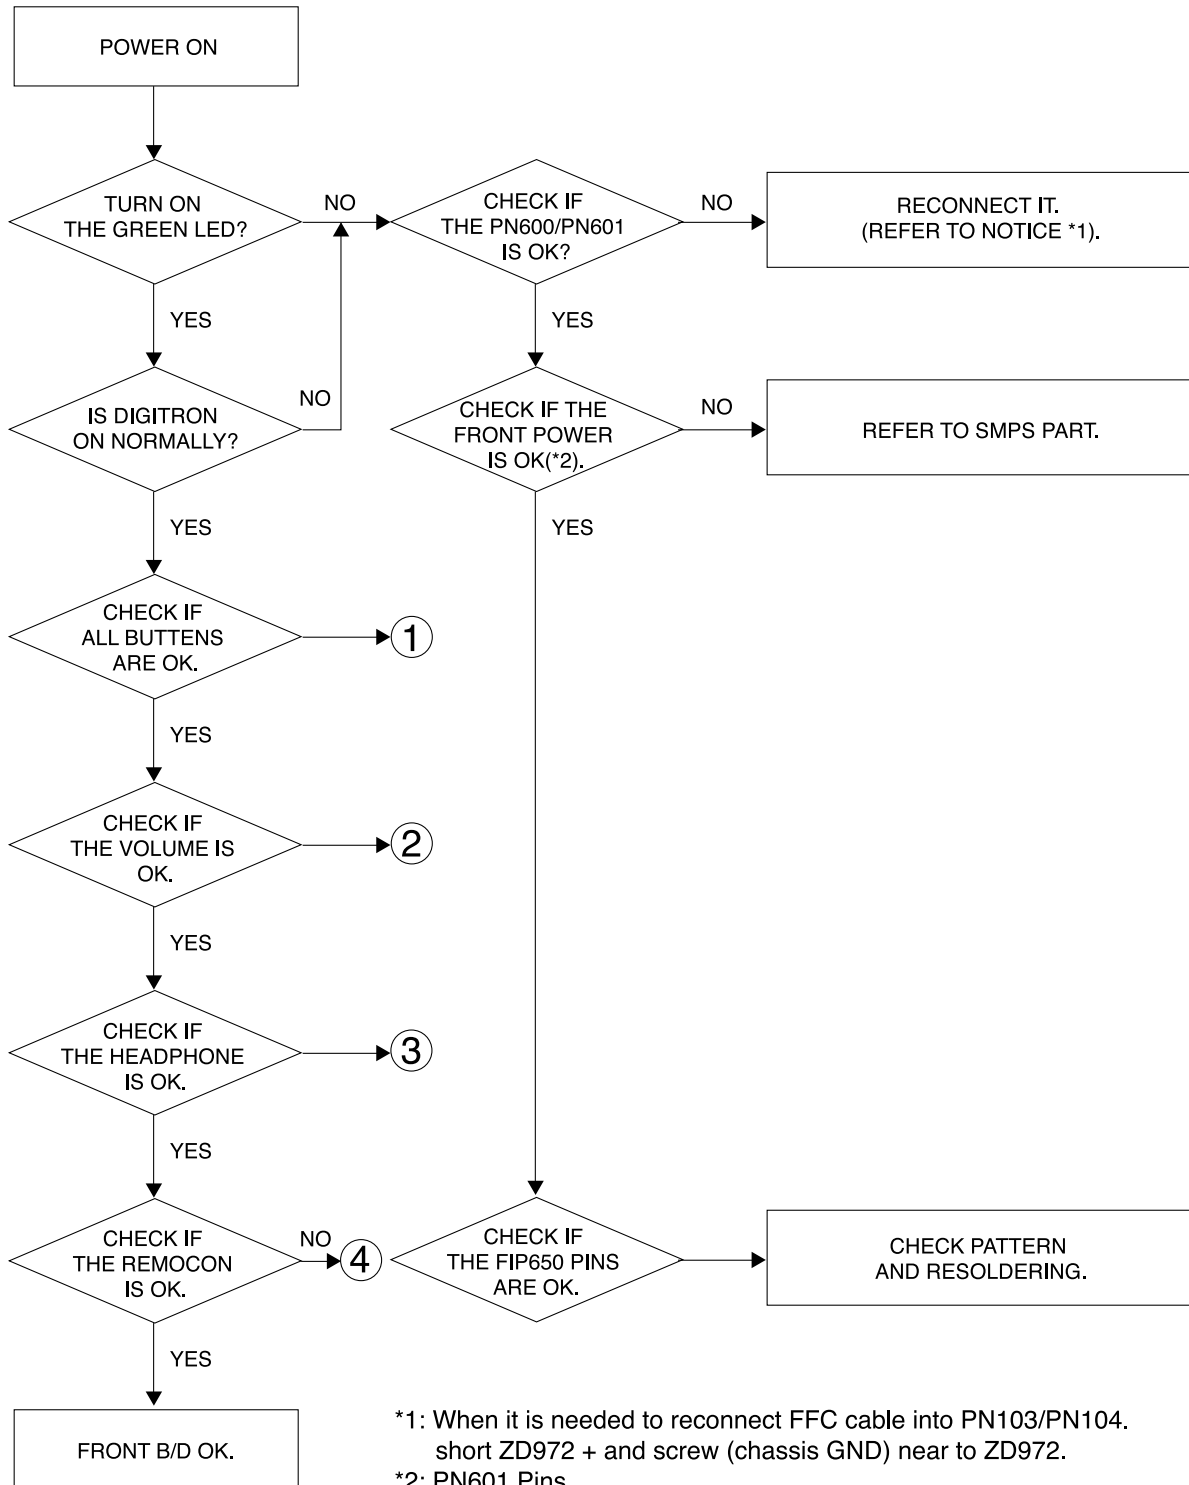 POWER ON
TURN ON
THE GREEN LED?
NO
CHECK IF
THE PN600/PN601
IS OK?
NO
RECONNECT IT.
(REFER TO NOTICE *1).
YES
YES
IS DIGITRON
ON NORMALLY?
NO
CHECK IF THE
FRONT POWER
IS OK(*2).
NO
REFER TO SMPS PART.
YES
YES
CHECK IF
ALL BUTTENS
ARE OK.
1
YES
CHECK IF
THE VOLUME IS
OK.
2
YES
CHECK IF
THE HEADPHONE
IS OK.
3
YES
CHECK IF
THE REMOCON
IS OK.
NO
4
CHECK IF
THE FIP650 PINS
ARE OK.
CHECK PATTERN
AND RESOLDERING.
YES
FRONT B/D OK.
*1: When it is needed to reconnect FFC cable into PN103/PN104.
short ZD972 + and screw (chassis GND) near to ZD972.
*2: PN601 Pins